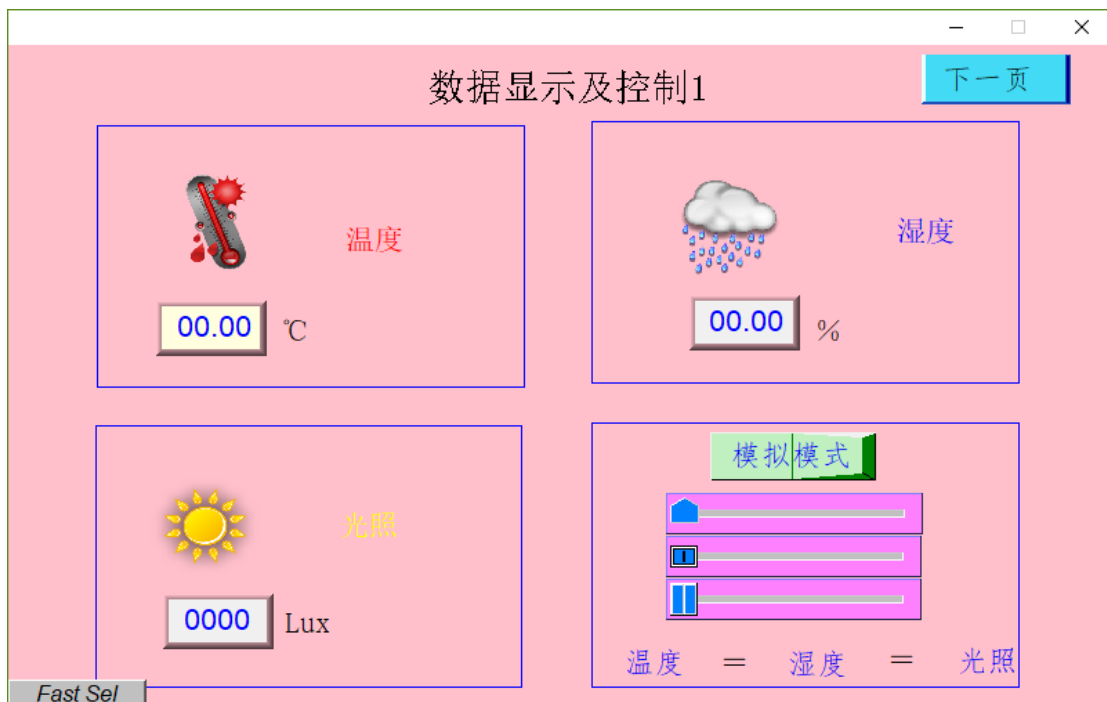 数据显示及控制1
下一页
温度
00.00 ℃
湿度
00.00 %
光照
0000 Lux
模拟模式
温度 = 湿度 = 光照
Fast Sel